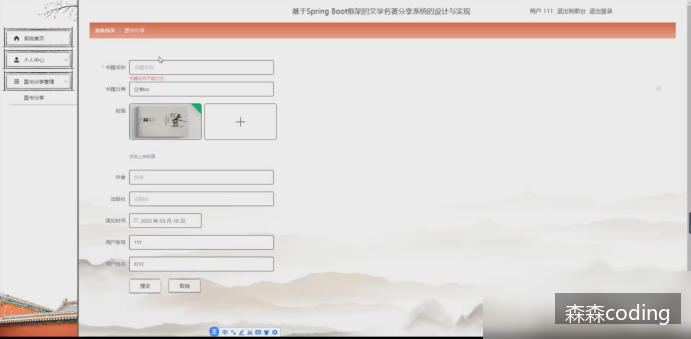 基于Spring Boot框架的文学名著分享系统的设计与实现
用户 111 退出到前台 退出登录
系统首页 | 图书分享
系统首页
个人中心
图书分享管理
图书分享
* 书籍名称 书籍名称
书籍名称不能为空
书籍分类
封面
点击上传封面
作者 作者
出版社 出版社
添加时间 2023 年 03 月 10 日
用户账号 111
用户姓名
提交 取消
森森coding